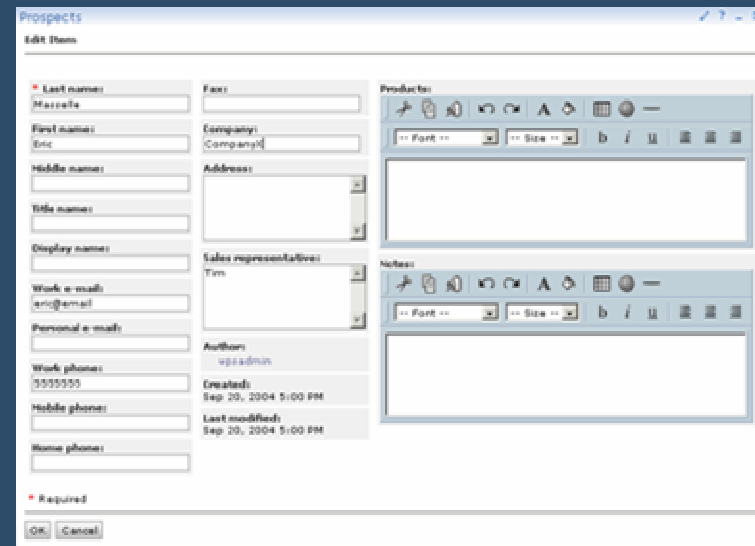 Prospects
Edit Item
* Last name:
Masselle
First name:
Eric
Middle name:
Title name:
Display name:
Work e-mail:
eric@email
Personal e-mail:
Work phone:
5555555
Mobile phone:
Home phone:
Fax:
Company:
CompanyX
Address:
Sales representative:
Tim
Author:
wpsadmin
Created:
Sep 20, 2004 5:00 PM
Last modified:
Sep 20, 2004 5:00 PM
Products:
A
-- Font -- -- Size -- b i u
Notes:
A
-- Font -- -- Size -- b i u
* Required
OK Cancel